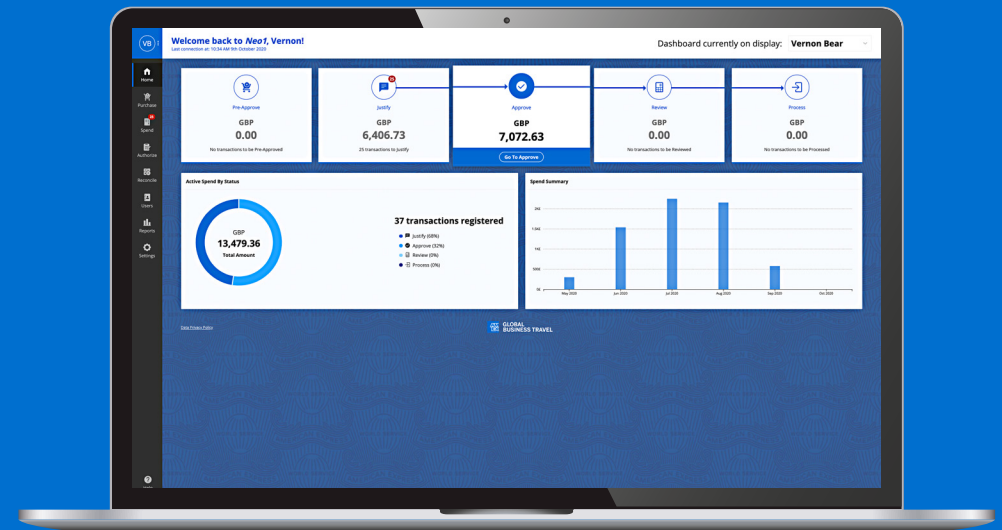 VB
Welcome back to Neo1, Vernon!
Last connection at: 10:34 AM 9th October 2020
Dashboard currently on display: Vernon Bear
Home
Purchase
Spend
Authorize
Reconcile
Users
Reports
Settings
Pre-Approve
GBP
0.00
No transactions to be Pre-Approved
25
Justify
GBP
6,406.73
25 transactions to Justify
Approve
GBP
7,072.63
Go To Approve
Review
GBP
0.00
No transactions to be Reviewed
Process
GBP
0.00
No transactions to be Processed
Active Spend By Status
GBP
13,479.36
Total Amount
37 transactions registered
Justify (68%)
Approve (32%)
Review (0%)
Process (0%)
Spend Summary
2K£
1K£
500£
0£
May 2020
Jun 2020
Jul 2020
Aug 2020
Sep 2020
Oct 2020
Data Privacy Policy
GLOBAL
BUSINESS TRAVEL